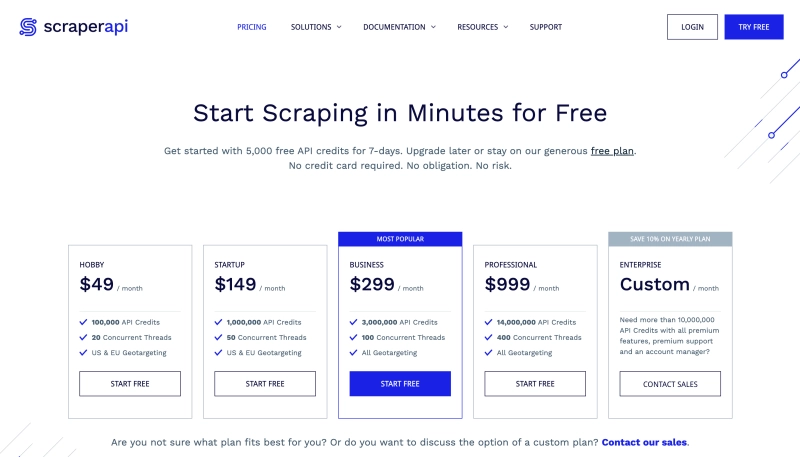 scraperapi
PRICING
SOLUTIONS
DOCUMENTATION
RESOURCES
SUPPORT
LOGIN
TRY FREE
Start Scraping in Minutes for Free
Get started with 5,000 free API credits for 7-days. Upgrade later or stay on our generous free plan.
No credit card required. No obligation. No risk.
HOBBY
$49 / month
100,000 API Credits
20 Concurrent Threads
US & EU Geotargeting
START FREE
STARTUP
$149 / month
1,000,000 API Credits
50 Concurrent Threads
US & EU Geotargeting
START FREE
MOST POPULAR
BUSINESS
$299 / month
3,000,000 API Credits
100 Concurrent Threads
All Geotargeting
START FREE
PROFESSIONAL
$999 / month
14,000,000 API Credits
400 Concurrent Threads
All Geotargeting
START FREE
SAVE 10% ON YEARLY PLAN
ENTERPRISE
Custom / month
Need more than 10,000,000
API Credits with all premium
features, premium support
and an account manager?
CONTACT SALES
Are you not sure what plan fits best for you? Or do you want to discuss the option of a custom plan? Contact our sales.